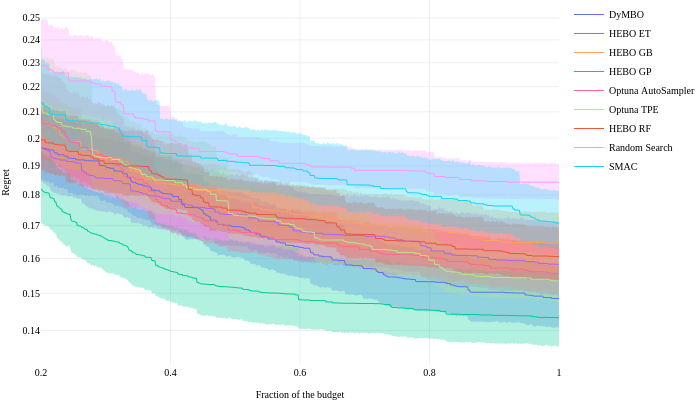 0.25
0.24
0.23
0.22
0.21
0.2
0.19
0.18
0.17
0.16
0.15
0.14
Regret
0.2
0.4
0.6
0.8
1
Fraction of the budget
DyMBO
HEBO ET
HEBO GB
HEBO GP
Optuna AutoSampler
Optuna TPE
HEBO RF
Random Search
SMAC